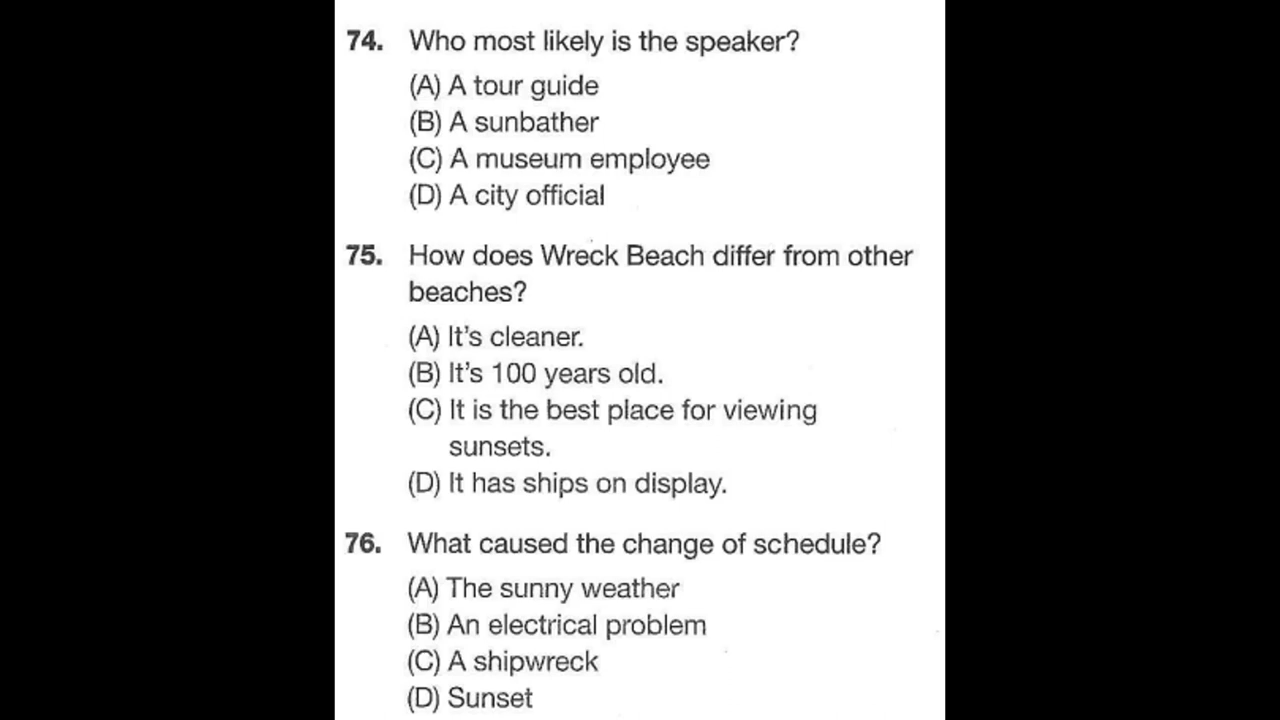 74. Who most likely is the speaker?
(A) A tour guide
(B) A sunbather
(C) A museum employee
(D) A city official
75. How does Wreck Beach differ from other
beaches?
(A) It's cleaner.
(B) It's 100 years old.
(C) It is the best place for viewing
sunsets.
(D) It has ships on display.
76. What caused the change of schedule?
(A) The sunny weather
(B) An electrical problem
(C) A shipwreck
(D) Sunset